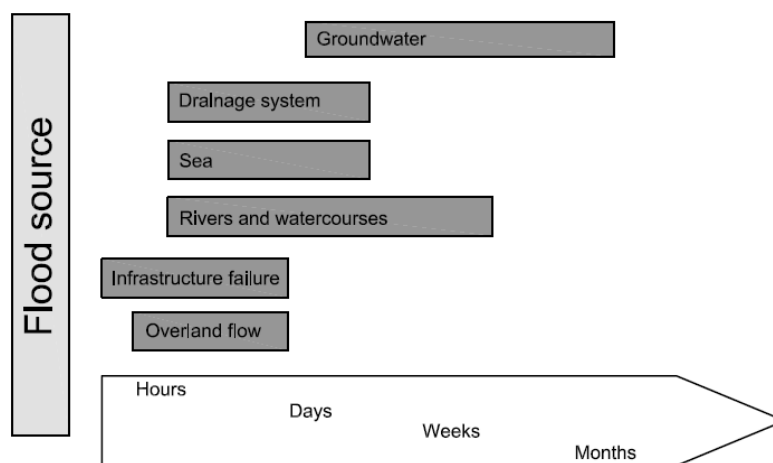 Flood source
Groundwater
Drainage system
Sea
Rivers and watercourses
Infrastructure failure
Overland flow
Hours
Days
Weeks
Months